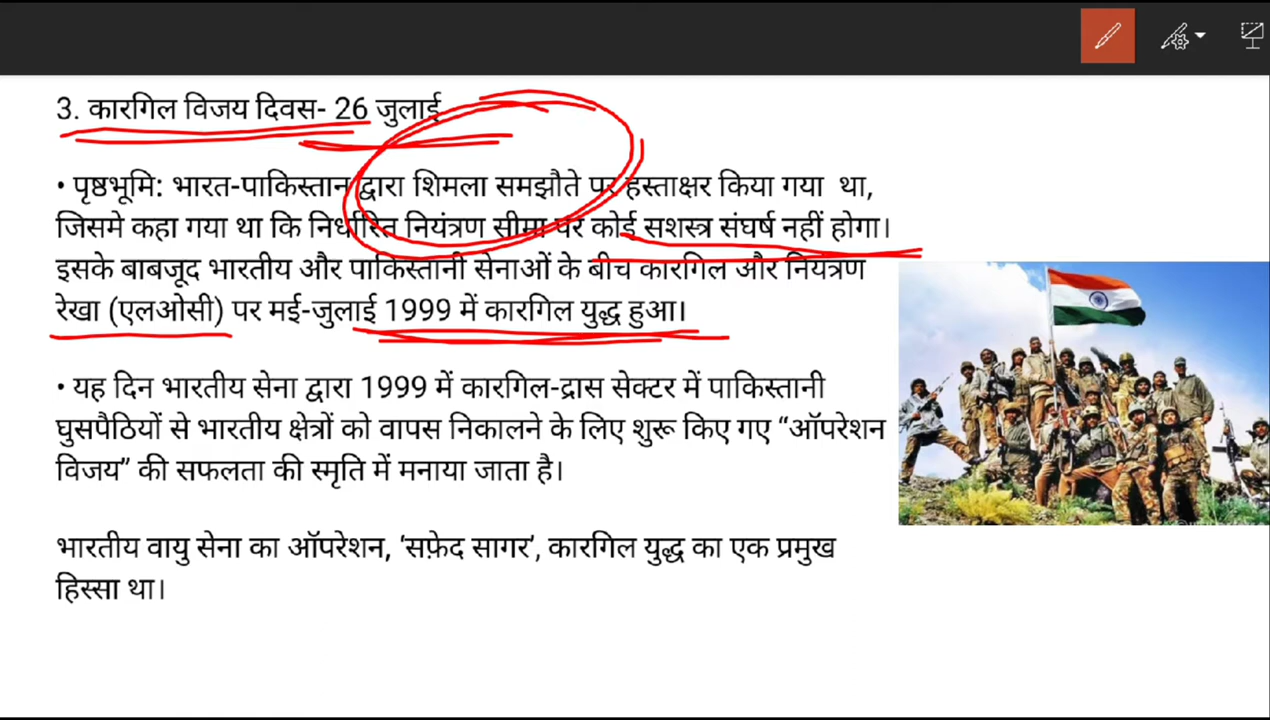 3. कारगिल विजय दिवस- 26 जुलाई
• पृष्ठभूमि: भारत-पाकिस्तान द्वारा शिमला समझौते पर हस्ताक्षर किया गया था,
जिसमे कहा गया था कि निर्धारित नियंत्रण सीमा पर कोई सशस्त्र संघर्ष नहीं होगा।
इसके बाबजूद भारतीय और पाकिस्तानी सेनाओं के बीच कारगिल और नियंत्रण
रेखा (एलओसी) पर मई-जुलाई 1999 में कारगिल युद्ध हुआ।
• यह दिन भारतीय सेना द्वारा 1999 में कारगिल-द्रास सेक्टर में पाकिस्तानी
घुसपैठियों से भारतीय क्षेत्रों को वापस निकालने के लिए शुरू किए गए “ऑपरेशन
विजय” की सफलता की स्मृति में मनाया जाता है।
भारतीय वायु सेना का ऑपरेशन, ‘सफ़ेद सागर’, कारगिल युद्ध का एक प्रमुख
हिस्सा था।